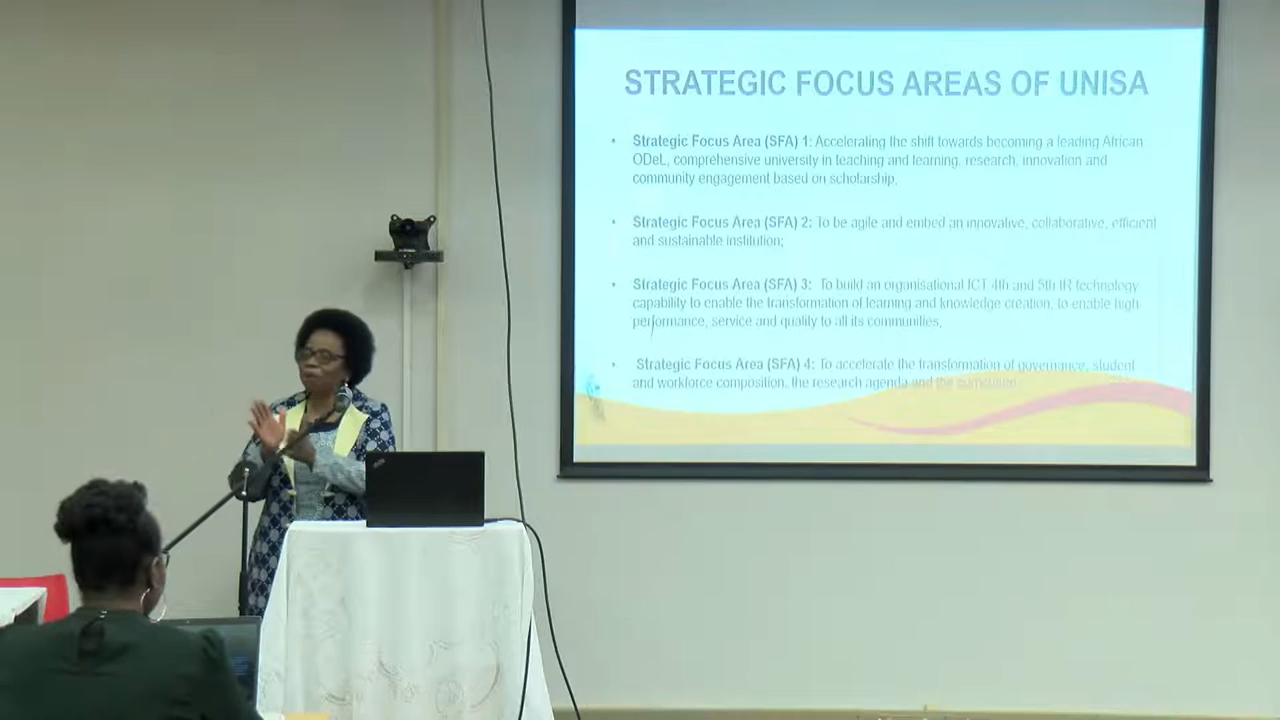 STRATEGIC FOCUS AREAS OF UNISA
• Strategic Focus Area (SFA) 1: Accelerating the shift towards becoming a leading African
ODeL, comprehensive university in teaching and learning, research, innovation and
community engagement based on scholarship,
• Strategic Focus Area (SFA) 2: To be agile and embed an innovative, collaborative, efficient
and sustainable institution;
• Strategic Focus Area (SFA) 3: To build an organisational ICT 4th and 5th IR technology
capability to enable the transformation of learning and knowledge creation, to enable high
performance, service and quality to all its communities,
• Strategic Focus Area (SFA) 4: To accelerate the transformation of governance, student
and workforce composition, the research agenda and the curriculum